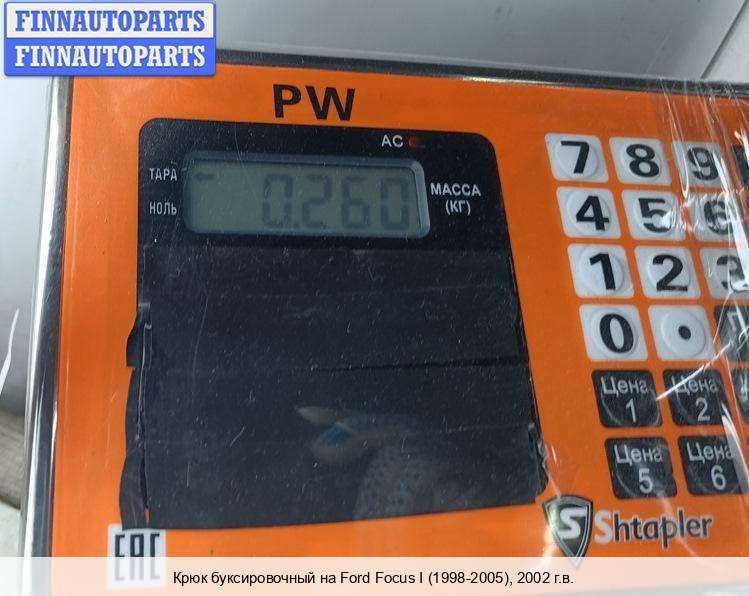 FINNAUTOPARTS
FINNAUTOPARTS
PW
AC
ТАРА
НОЛЬ
0.260
МАССА
(КГ)
7 8 9
4 5 6
1 2 3
0 .
Цена 1
Цена 2
Цена 5
Цена 6
S Shtapler
EAC
Крюк буксировочный на Ford Focus I (1998-2005), 2002 г.в.